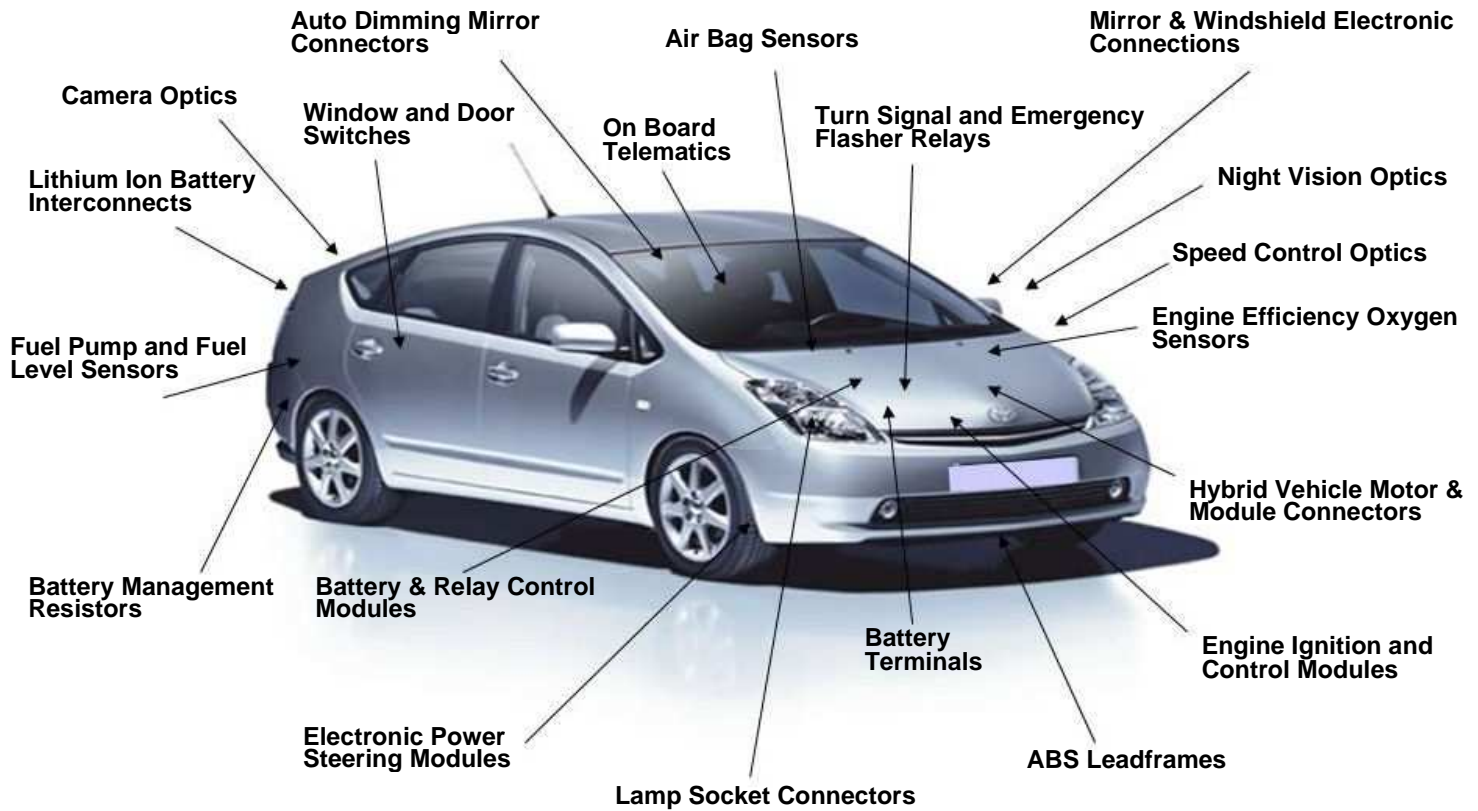 Auto Dimming Mirror
Connectors
Air Bag Sensors
Mirror & Windshield Electronic
Connections
Camera Optics
Window and Door
Switches
On Board
Telematics
Turn Signal and Emergency
Flasher Relays
Lithium Ion Battery
Interconnects
Night Vision Optics
Speed Control Optics
Engine Efficiency Oxygen
Sensors
Fuel Pump and Fuel
Level Sensors
Hybrid Vehicle Motor &
Module Connectors
Battery Management
Resistors
Battery & Relay Control
Modules
Battery
Terminals
Engine Ignition and
Control Modules
Electronic Power
Steering Modules
ABS Leadframes
Lamp Socket Connectors